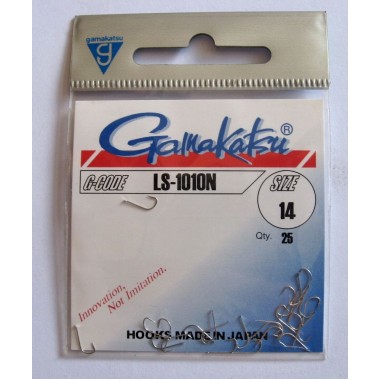 gamakatsu
Gamakatsu®
G-CODE LS-1010N SIZE
14
Qty. 25
Innovation,
Not Imitation.
HOOKS MADE IN JAPAN